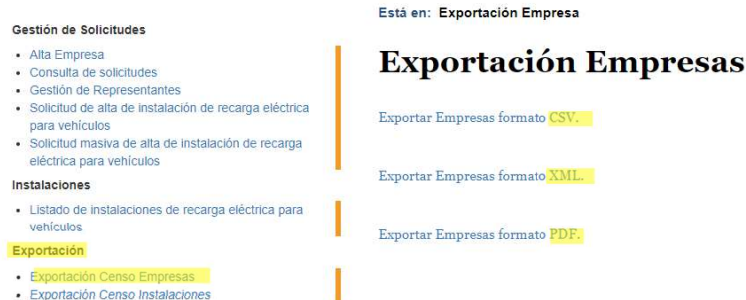 Gestión de Solicitudes
Alta Empresa
Consulta de solicitudes
Gestión de Representantes
Solicitud de alta de instalación de recarga eléctrica
para vehículos
Solicitud masiva de alta de instalación de recarga
eléctrica para vehículos
Instalaciones
Listado de instalaciones de recarga eléctrica para
vehículos
Exportación
Exportación Censo Empresas
Exportación Censo Instalaciones
Está en: Exportación Empresa
Exportación Empresas
Exportar Empresas formato CSV.
Exportar Empresas formato XML.
Exportar Empresas formato PDF.